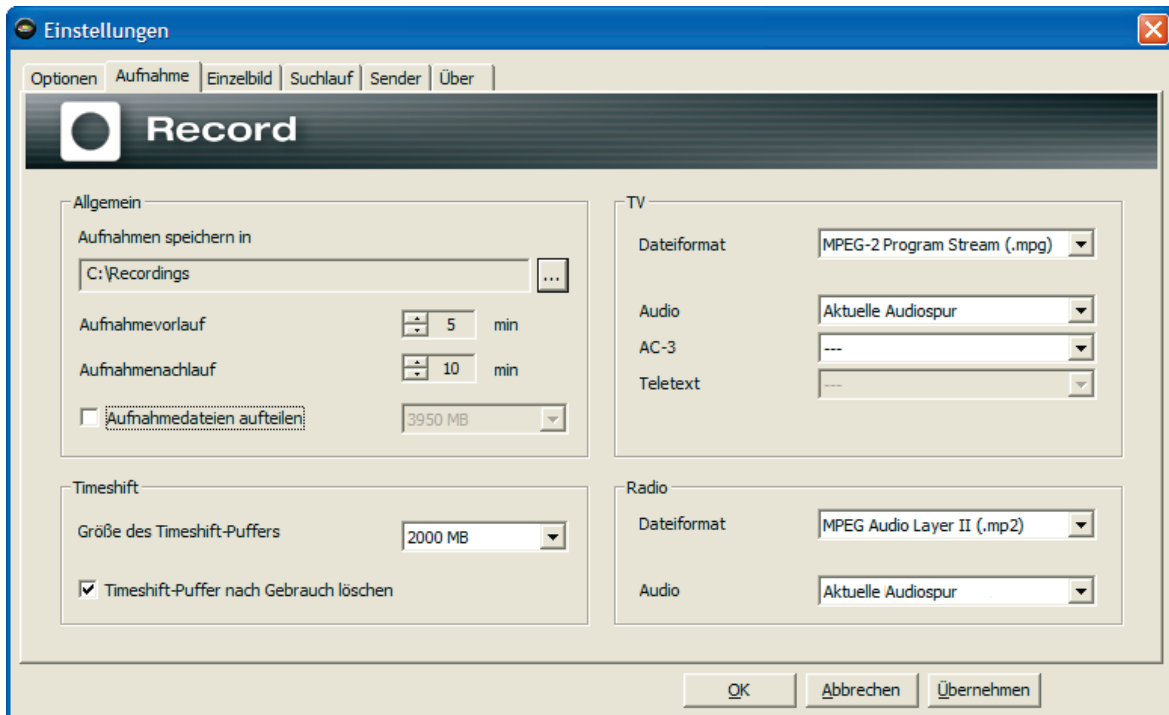 Einstellungen
Optionen Aufnahme Einzelbild Suchlauf Sender Über
Record
Allgemein
Aufnahmen speichern in
C:\Recordings ...
Aufnahmevorlauf 5 min
Aufnahmenachlauf 10 min
Aufnahmedateien aufteilen 3950 MB
TV
Dateiformat MPEG-2 Program Stream (.mpg)
Audio Aktuelle Audiospur
AC-3 ---
Teletext ---
Timeshift
Größe des Timeshift-Puffers 2000 MB
Timeshift-Puffer nach Gebrauch löschen
Radio
Dateiformat MPEG Audio Layer II (.mp2)
Audio Aktuelle Audiospur
OK Abbrechen Übernehmen